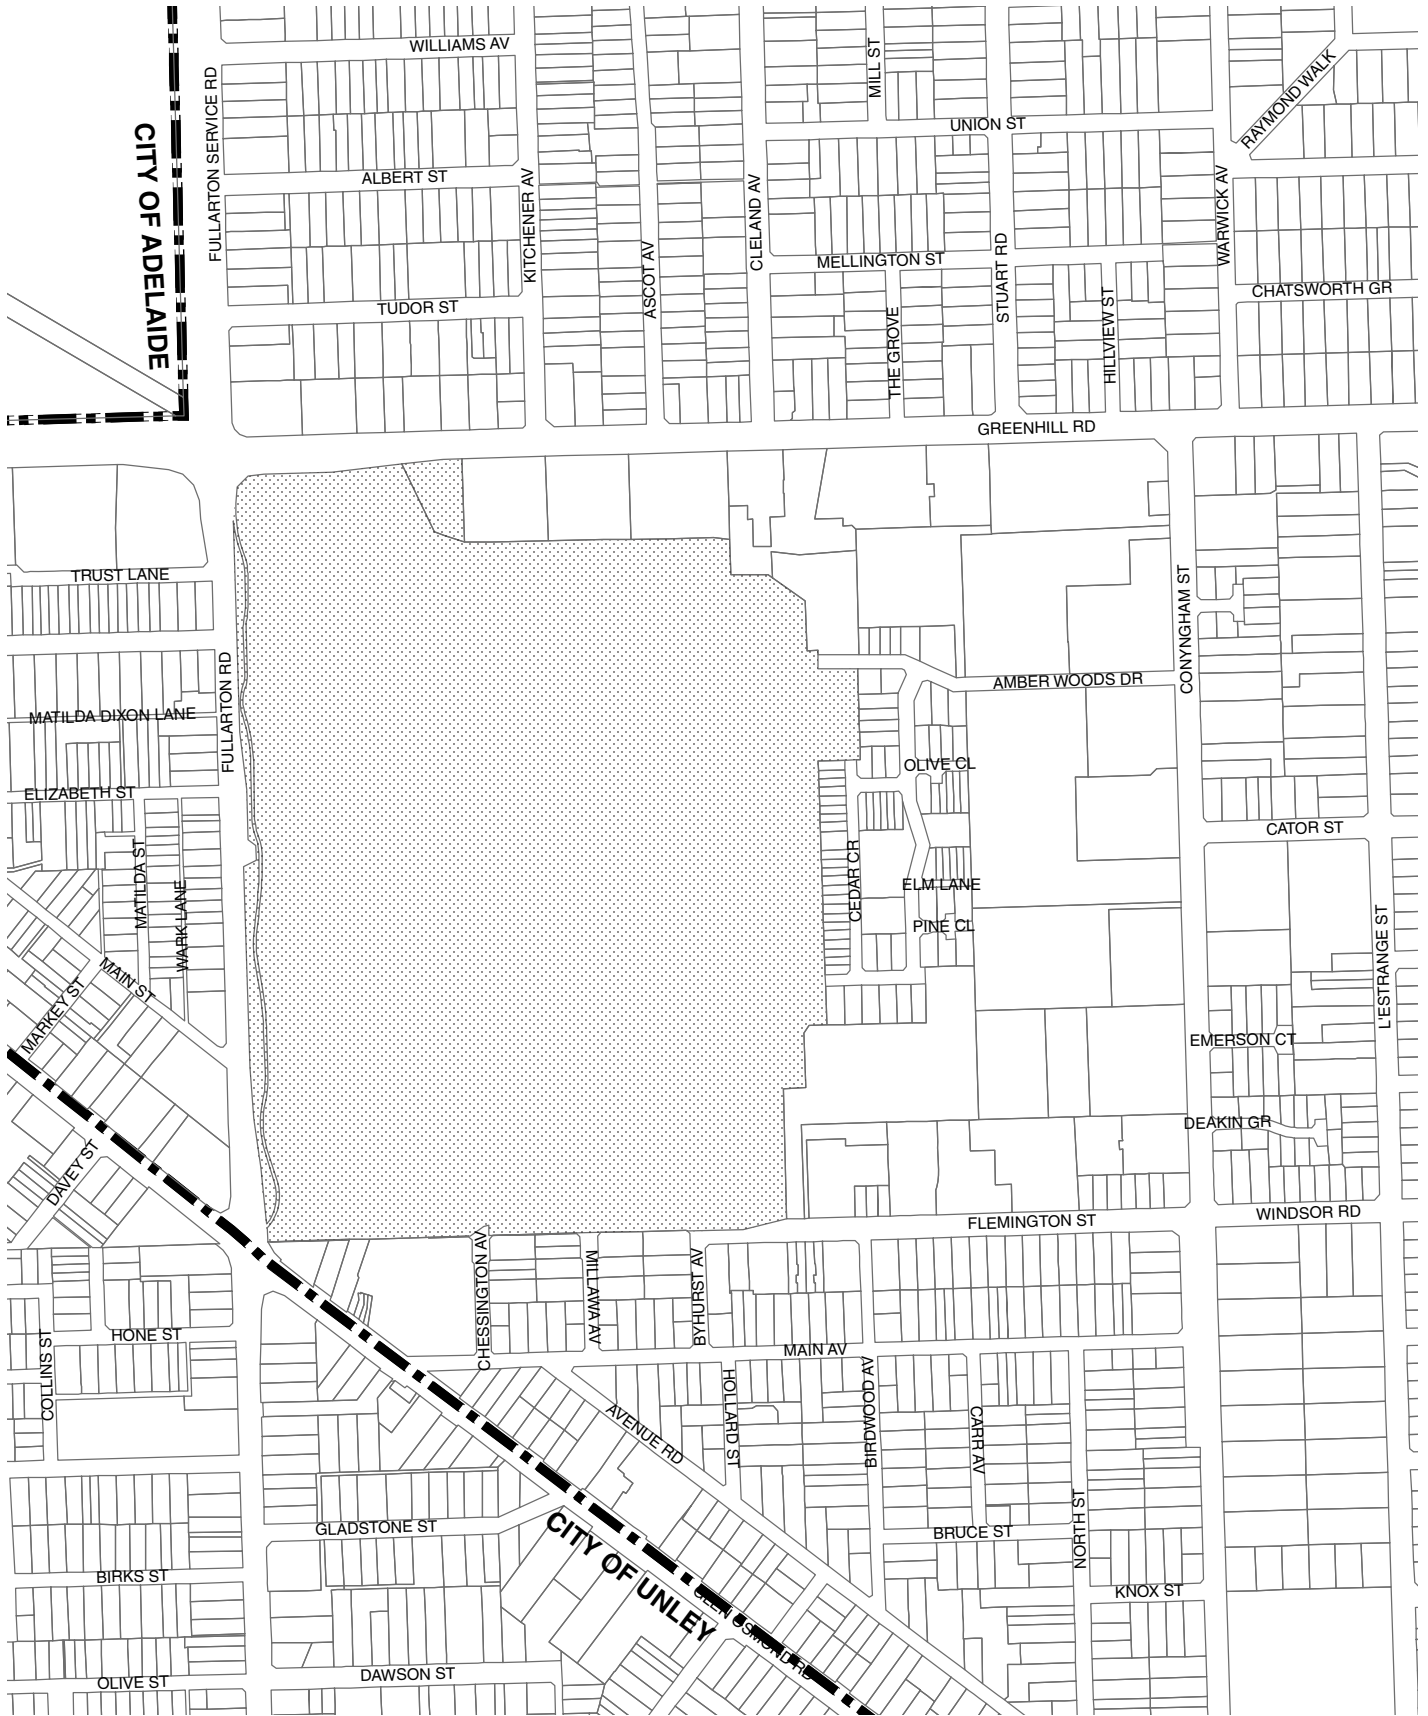 WILLIAMS AV
MILL ST
RAYMOND WALK
FULLARTON SERVICE RD
CITY OF ADELAIDE
UNION ST
ALBERT ST
KITCHENER AV
CLELAND AV
WARWICK AV
ASCOT AV
MELLINGTON ST
STUART RD
CHATSWORTH GR
TUDOR ST
THE GROVE
HILLVIEW ST
GREENHILL RD
TRUST LANE
CONYNGHAM ST
FULLARTON RD
AMBER WOODS DR
MATILDA DIXON LANE
OLIVE CL
ELIZABETH ST
CATOR ST
MATILDA ST
WARK LANE
CEDAR CR
ELM LANE
PINE CL
L'ESTRANGE ST
MAIN ST
MARKEY ST
EMERSON CT
DEAKIN GR
DAVEY ST
FLEMINGTON ST
WINDSOR RD
CHESSINGTON AV
MILLAWA AV
BYHURST AV
HONE ST
MAIN AV
COLLINS ST
HOLLARD ST
BIRDWOOD AV
AVENUE RD
CARR AV
GLADSTONE ST
NORTH ST
BRUCE ST
CITY OF UNLEY
BIRKS ST
KNOX ST
GLEN OSMOND RD
DAWSON ST
OLIVE ST